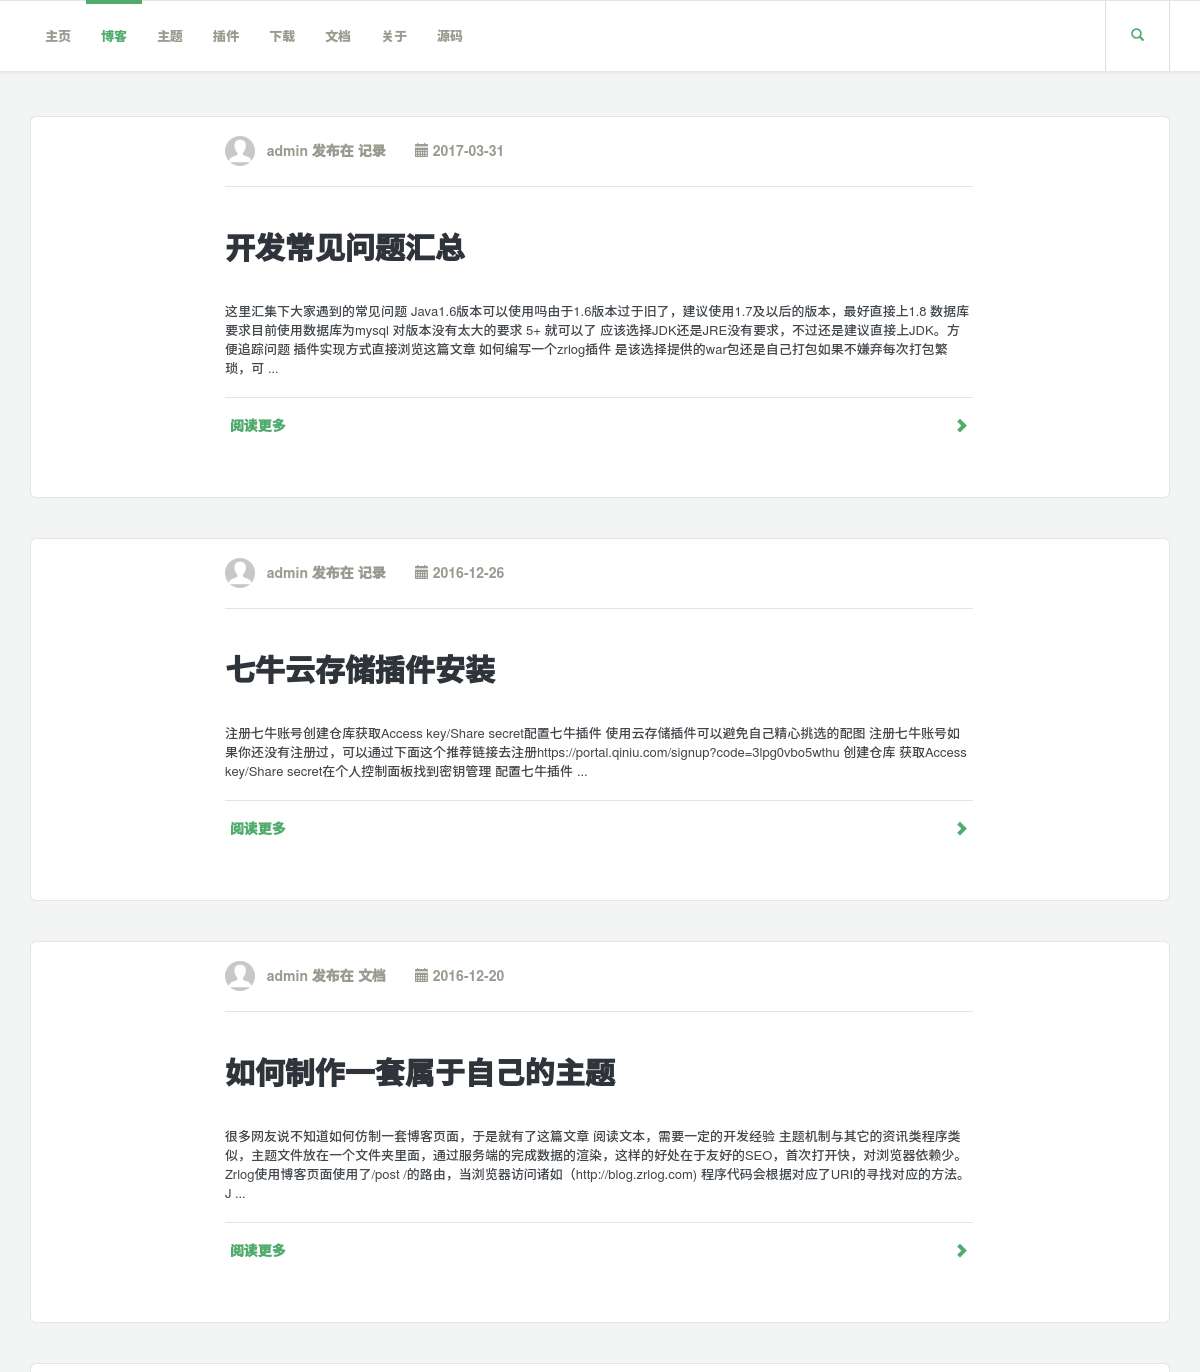 主页 博客 主题 插件 下载 文档 关于 源码
admin 发布在 记录 2017-03-31
开发常见问题汇总
这里汇集下大家遇到的常见问题 Java1.6版本可以使用吗由于1.6版本过于旧了，建议使用1.7及以后的版本，最好直接上1.8 数据库
要求目前使用数据库为mysql 对版本没有太大的要求 5+ 就可以了 应该选择JDK还是JRE没有要求，不过还是建议直接上JDK。方
便追踪问题 插件实现方式直接浏览这篇文章 如何编写一个zrlog插件 是该选择提供的war包还是自己打包如果不嫌弃每次打包繁
琐，可 ...
阅读更多
admin 发布在 记录 2016-12-26
七牛云存储插件安装
注册七牛账号创建仓库获取Access key/Share secret配置七牛插件 使用云存储插件可以避免自己精心挑选的配图 注册七牛账号如
果你还没有注册过，可以通过下面这个推荐链接去注册https://portal.qiniu.com/signup?code=3lpg0vbo5wthu 创建仓库 获取Access
key/Share secret在个人控制面板找到密钥管理 配置七牛插件 ...
阅读更多
admin 发布在 文档 2016-12-20
如何制作一套属于自己的主题
很多网友说不知道如何仿制一套博客页面，于是就有了这篇文章 阅读文本，需要一定的开发经验 主题机制与其它的资讯类程序类
似，主题文件放在一个文件夹里面，通过服务端的完成数据的渲染，这样的好处在于友好的SEO，首次打开快，对浏览器依赖少。
Zrlog使用博客页面使用了/post /的路由，当浏览器访问诸如（http://blog.zrlog.com) 程序代码会根据对应了URI的寻找对应的方法。
J ...
阅读更多